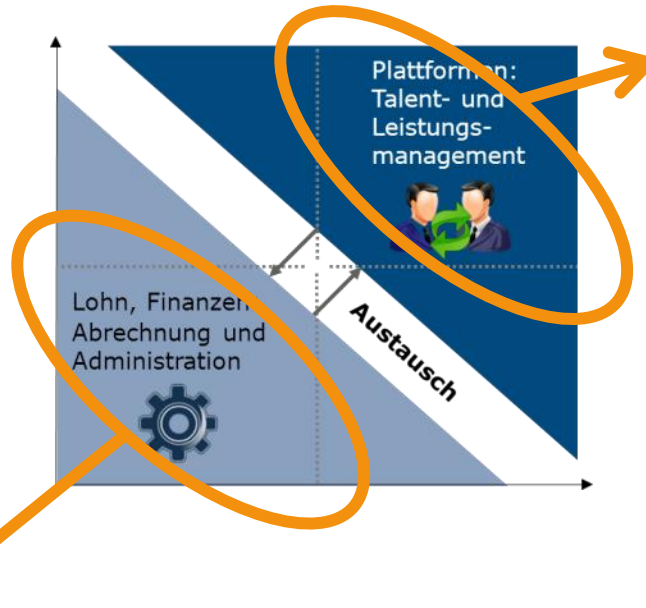 Plattformen:
Talent- und
Leistungs-
management
Lohn, Finanzen,
Abrechnung und
Administration
Austausch